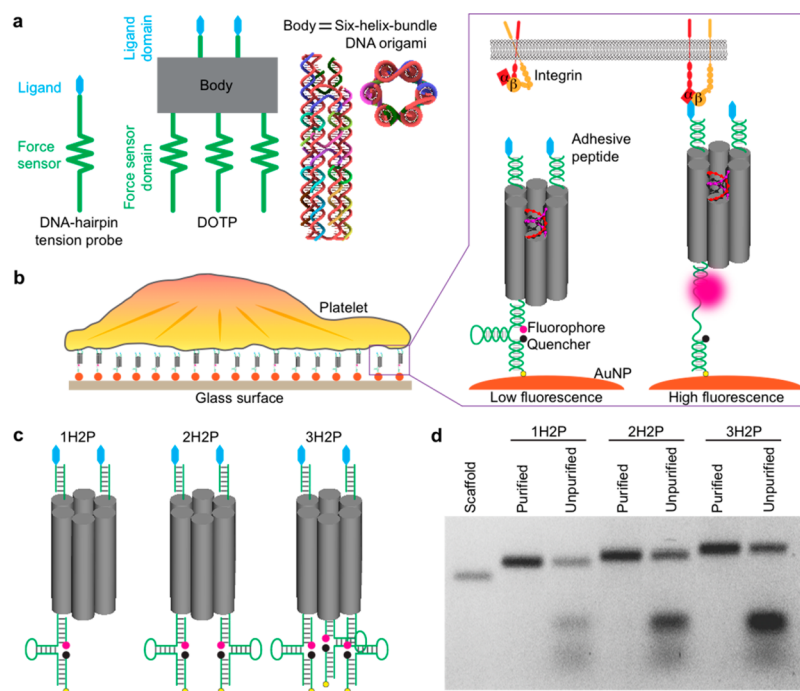 a
Ligand
Force
sensor
DNA-hairpin
tension probe
Ligand
domain
Body
Force sensor
domain
DOTP
Body = Six-helix-bundle
DNA origami
Integrin
α
β
α
β
Adhesive
peptide
Fluorophore
Quencher
AuNP
Low fluorescence
High fluorescence
b
Platelet
Glass surface
c
1H2P
2H2P
3H2P
d
1H2P
2H2P
3H2P
Scaffold
Purified
Unpurified
Purified
Unpurified
Purified
Unpurified